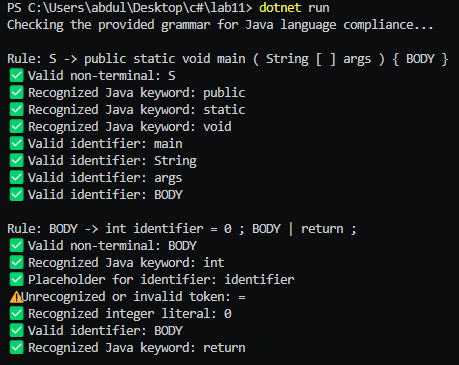 PS C:\Users\abdul\Desktop\c#\lab11> dotnet run
Checking the provided grammar for Java language compliance...
Rule: S -> public static void main ( String [ ] args ) { BODY }
✅ Valid non-terminal: S
✅ Recognized Java keyword: public
✅ Recognized Java keyword: static
✅ Recognized Java keyword: void
✅ Valid identifier: main
✅ Valid identifier: String
✅ Valid identifier: args
✅ Valid identifier: BODY
Rule: BODY -> int identifier = 0 ; BODY | return ;
✅ Valid non-terminal: BODY
✅ Recognized Java keyword: int
✅ Placeholder for identifier: identifier
⚠️Unrecognized or invalid token: =
✅ Recognized integer literal: 0
✅ Valid identifier: BODY
✅ Recognized Java keyword: return